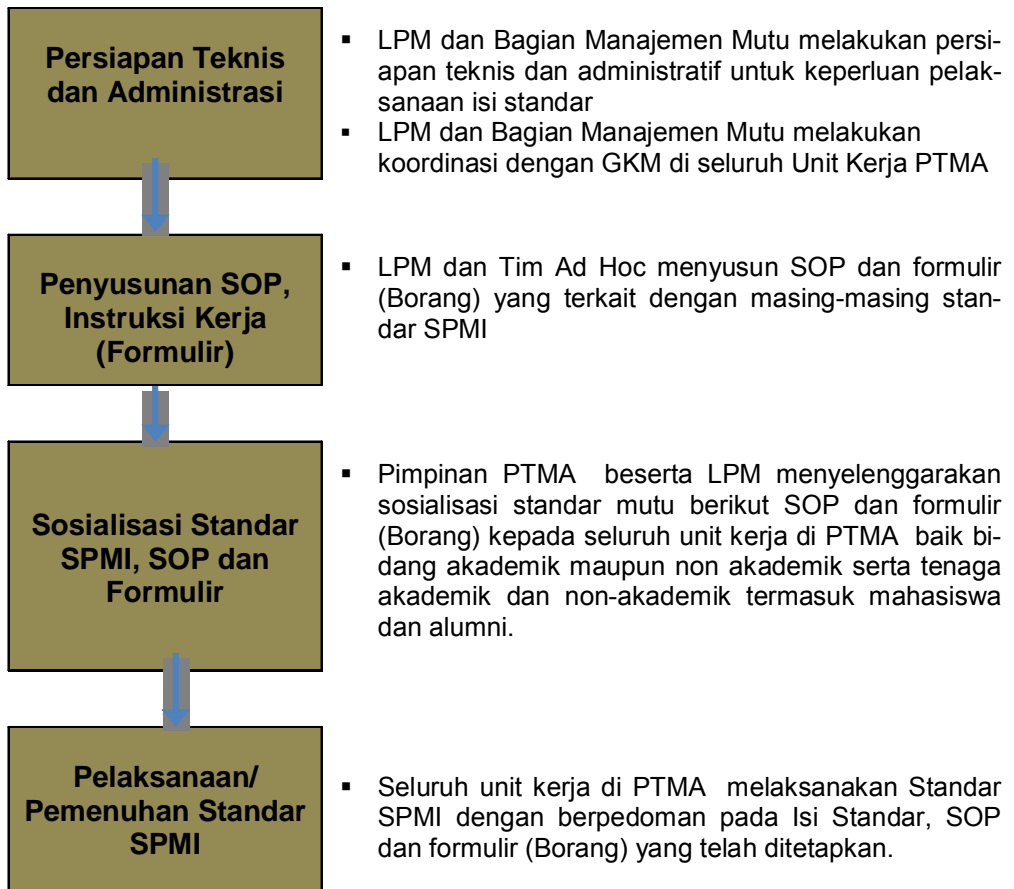 Persiapan Teknis
dan Administrasi
▪ LPM dan Bagian Manajemen Mutu melakukan persi-
apan teknis dan administratif untuk keperluan pelak-
sanaan isi standar
▪ LPM dan Bagian Manajemen Mutu melakukan
koordinasi dengan GKM di seluruh Unit Kerja PTMA
Penyusunan SOP,
Instruksi Kerja
(Formulir)
▪ LPM dan Tim Ad Hoc menyusun SOP dan formulir
(Borang) yang terkait dengan masing-masing stan-
dar SPMI
Sosialisasi Standar
SPMI, SOP dan
Formulir
▪ Pimpinan PTMA beserta LPM menyelenggarakan
sosialisasi standar mutu berikut SOP dan formulir
(Borang) kepada seluruh unit kerja di PTMA baik bi-
dang akademik maupun non akademik serta tenaga
akademik dan non-akademik termasuk mahasiswa
dan alumni.
Pelaksanaan/
Pemenuhan Standar
SPMI
▪ Seluruh unit kerja di PTMA melaksanakan Standar
SPMI dengan berpedoman pada Isi Standar, SOP
dan formulir (Borang) yang telah ditetapkan.